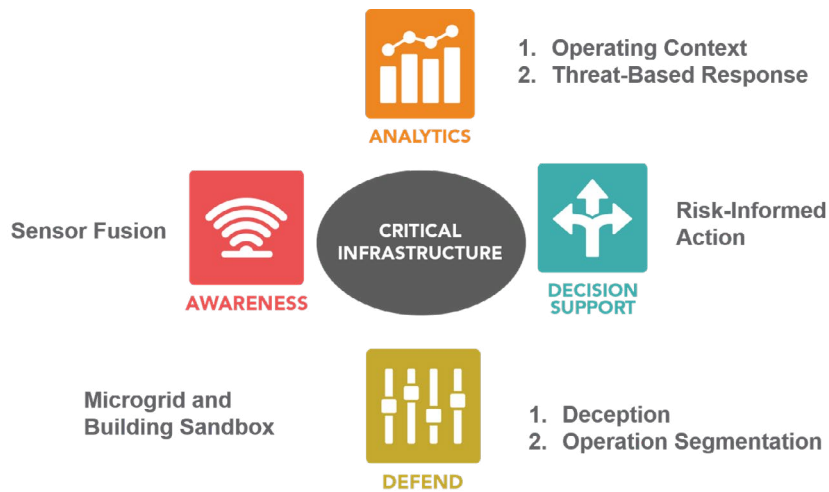 1. Operating Context
2. Threat-Based Response
ANALYTICS
Sensor Fusion
AWARENESS
CRITICAL
INFRASTRUCTURE
DECISION
SUPPORT
Risk-Informed
Action
Microgrid and
Building Sandbox
DEFEND
1. Deception
2. Operation Segmentation